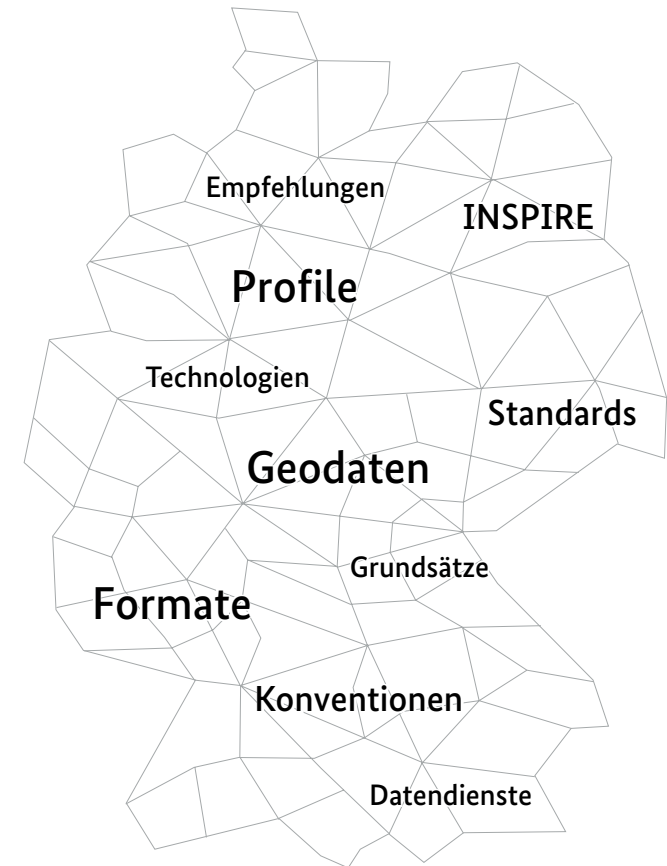 Empfehlungen
INSPIRE
Profile
Technologien
Standards
Geodaten
Grundsätze
Formate
Konventionen
Datendienste